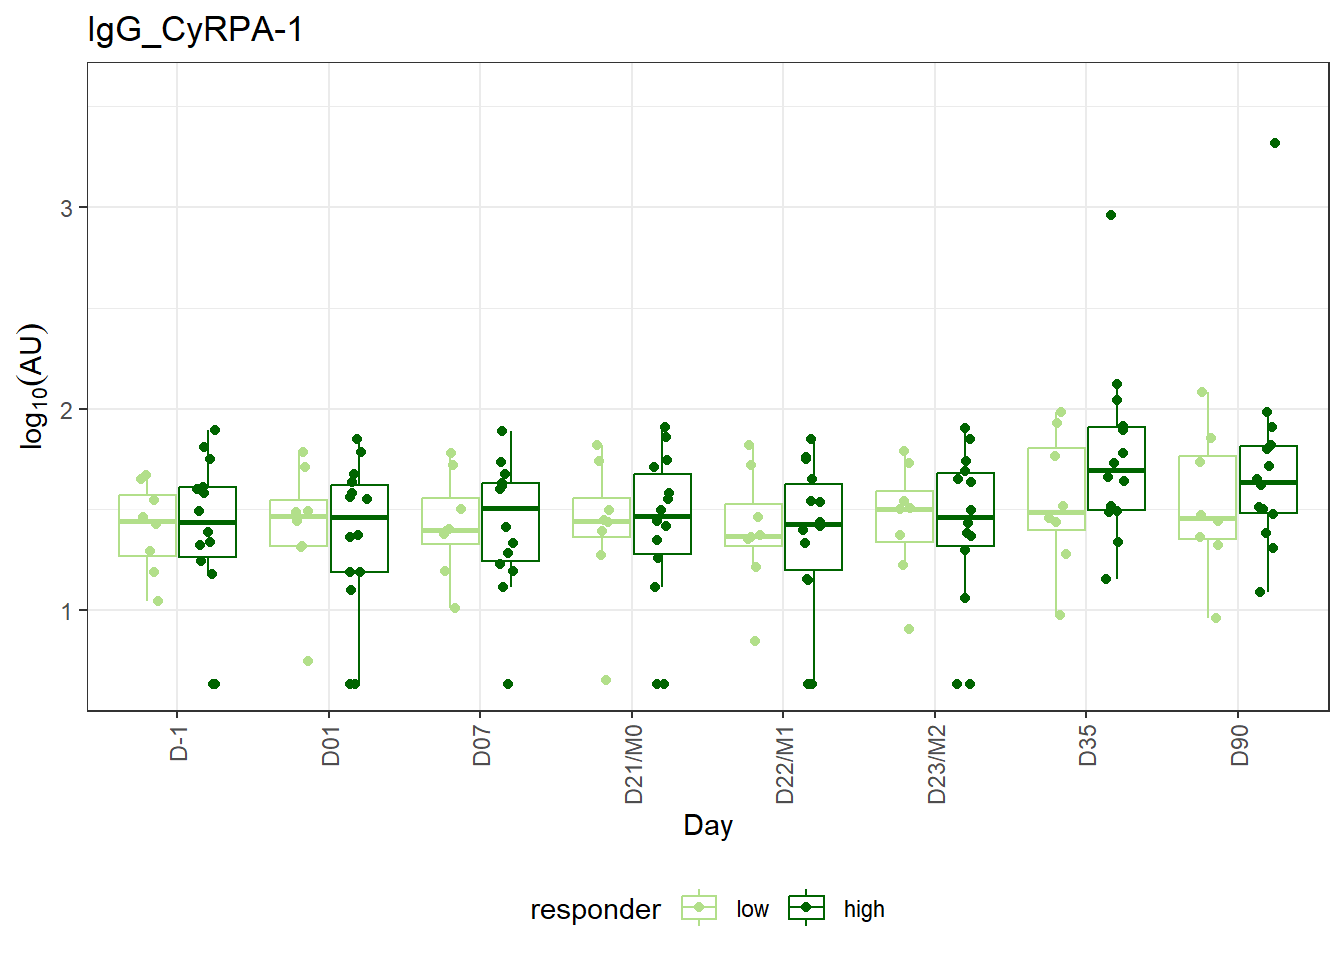 IgG_CyRPA-1
log10(AU)
3
2
1
D-1
D01
D07
D21/M0
D22/M1
D23/M2
D35
D90
Day
responder low high